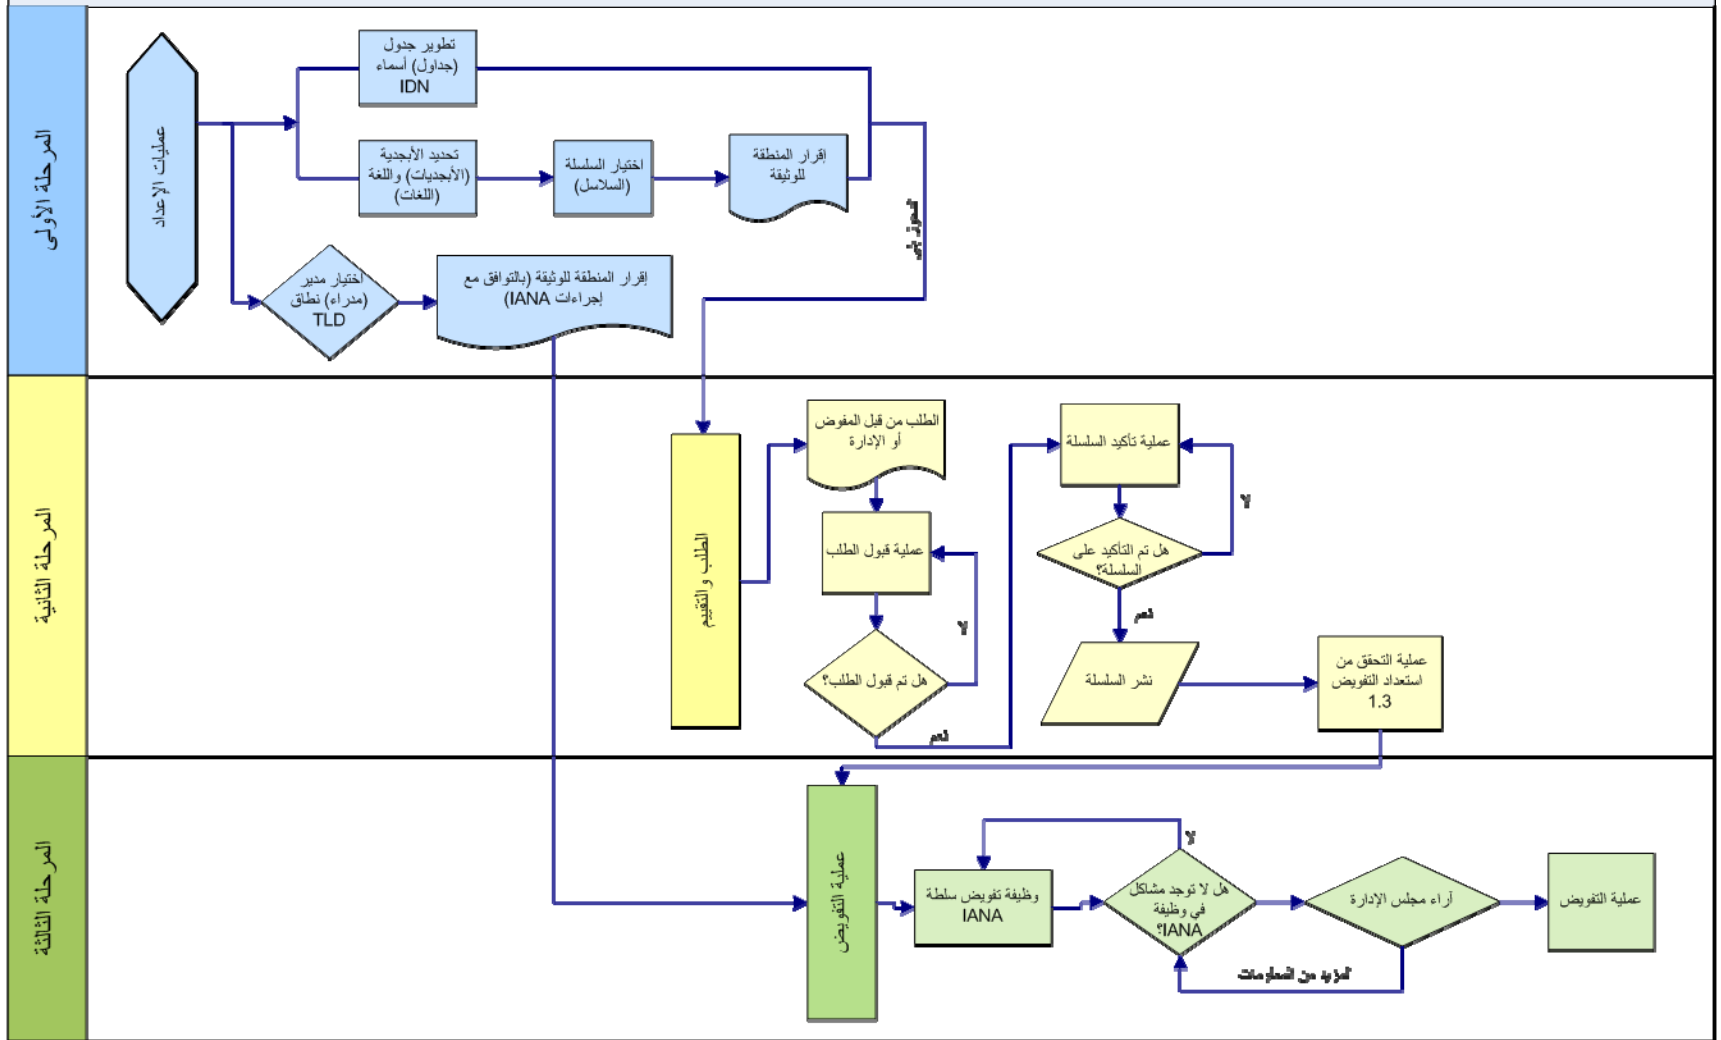 المرحلة الأولى
عمليات الإعداد
تطوير جدول
(جداول) أسماء
IDN
تحديد الأبجدية
(الأبجديات) واللغة
(اللغات)
اختيار السلسلة
(السلاسل)
إقرار المنطقة
للوثيقة
اختيار مدير
(مدراء) نطاق
TLD
إقرار المنطقة للوثيقة (بالتوافق مع
إجراءات IANA)
المرحلة الثانية
الطلب والتقييم
الطلب من قبل المفوض
أو الإدارة
عملية قبول الطلب
لا
هل تم قبول الطلب؟
نعم
عملية تأكيد السلسلة
لا
هل تم التأكيد على
السلسلة؟
نعم
نشر السلسلة
عملية التحقق من
استعداد التفويض
1.3
المرحلة الثالثة
عملية التفويض
وظيفة تفويض سلطة
IANA
لا
هل لا توجد مشاكل
في وظيفة
IANA؟
آراء مجلس الإدارة
المزيد من المعلومات
عملية التفويض